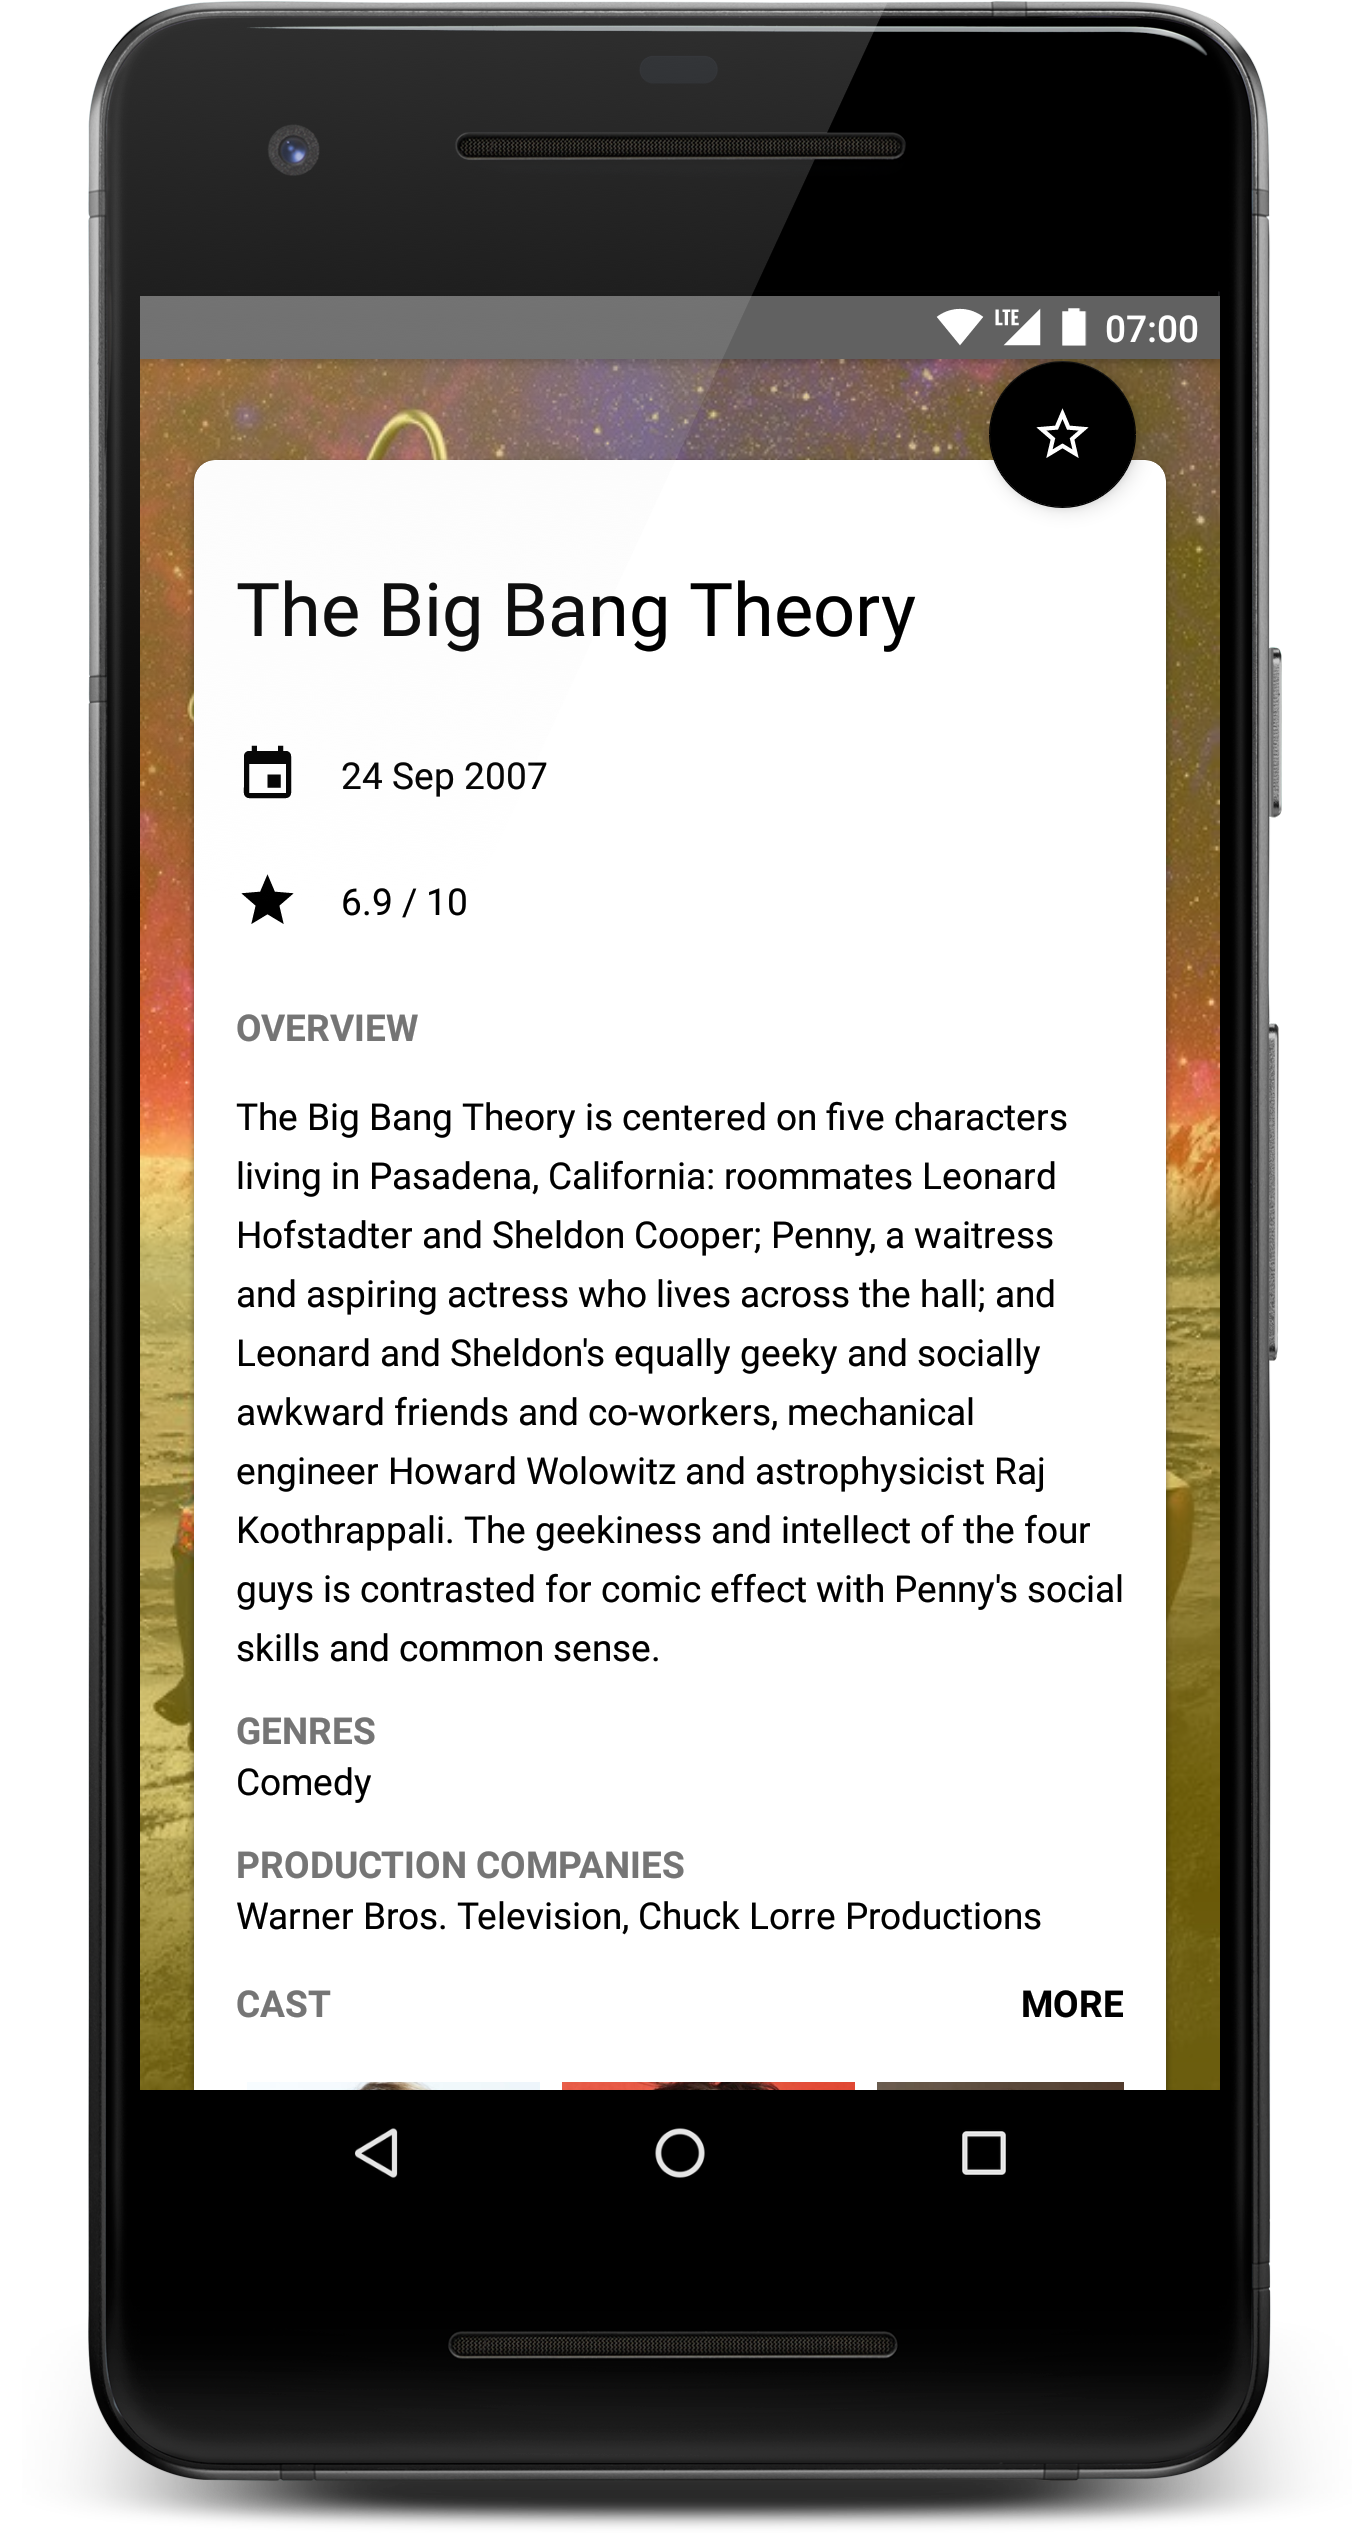 LTE 07:00
The Big Bang Theory
24 Sep 2007
6.9 / 10
OVERVIEW
The Big Bang Theory is centered on five characters
living in Pasadena, California: roommates Leonard
Hofstadter and Sheldon Cooper; Penny, a waitress
and aspiring actress who lives across the hall; and
Leonard and Sheldon's equally geeky and socially
awkward friends and co-workers, mechanical
engineer Howard Wolowitz and astrophysicist Raj
Koothrappali. The geekiness and intellect of the four
guys is contrasted for comic effect with Penny's social
skills and common sense.
GENRES
Comedy
PRODUCTION COMPANIES
Warner Bros. Television, Chuck Lorre Productions
CAST MORE